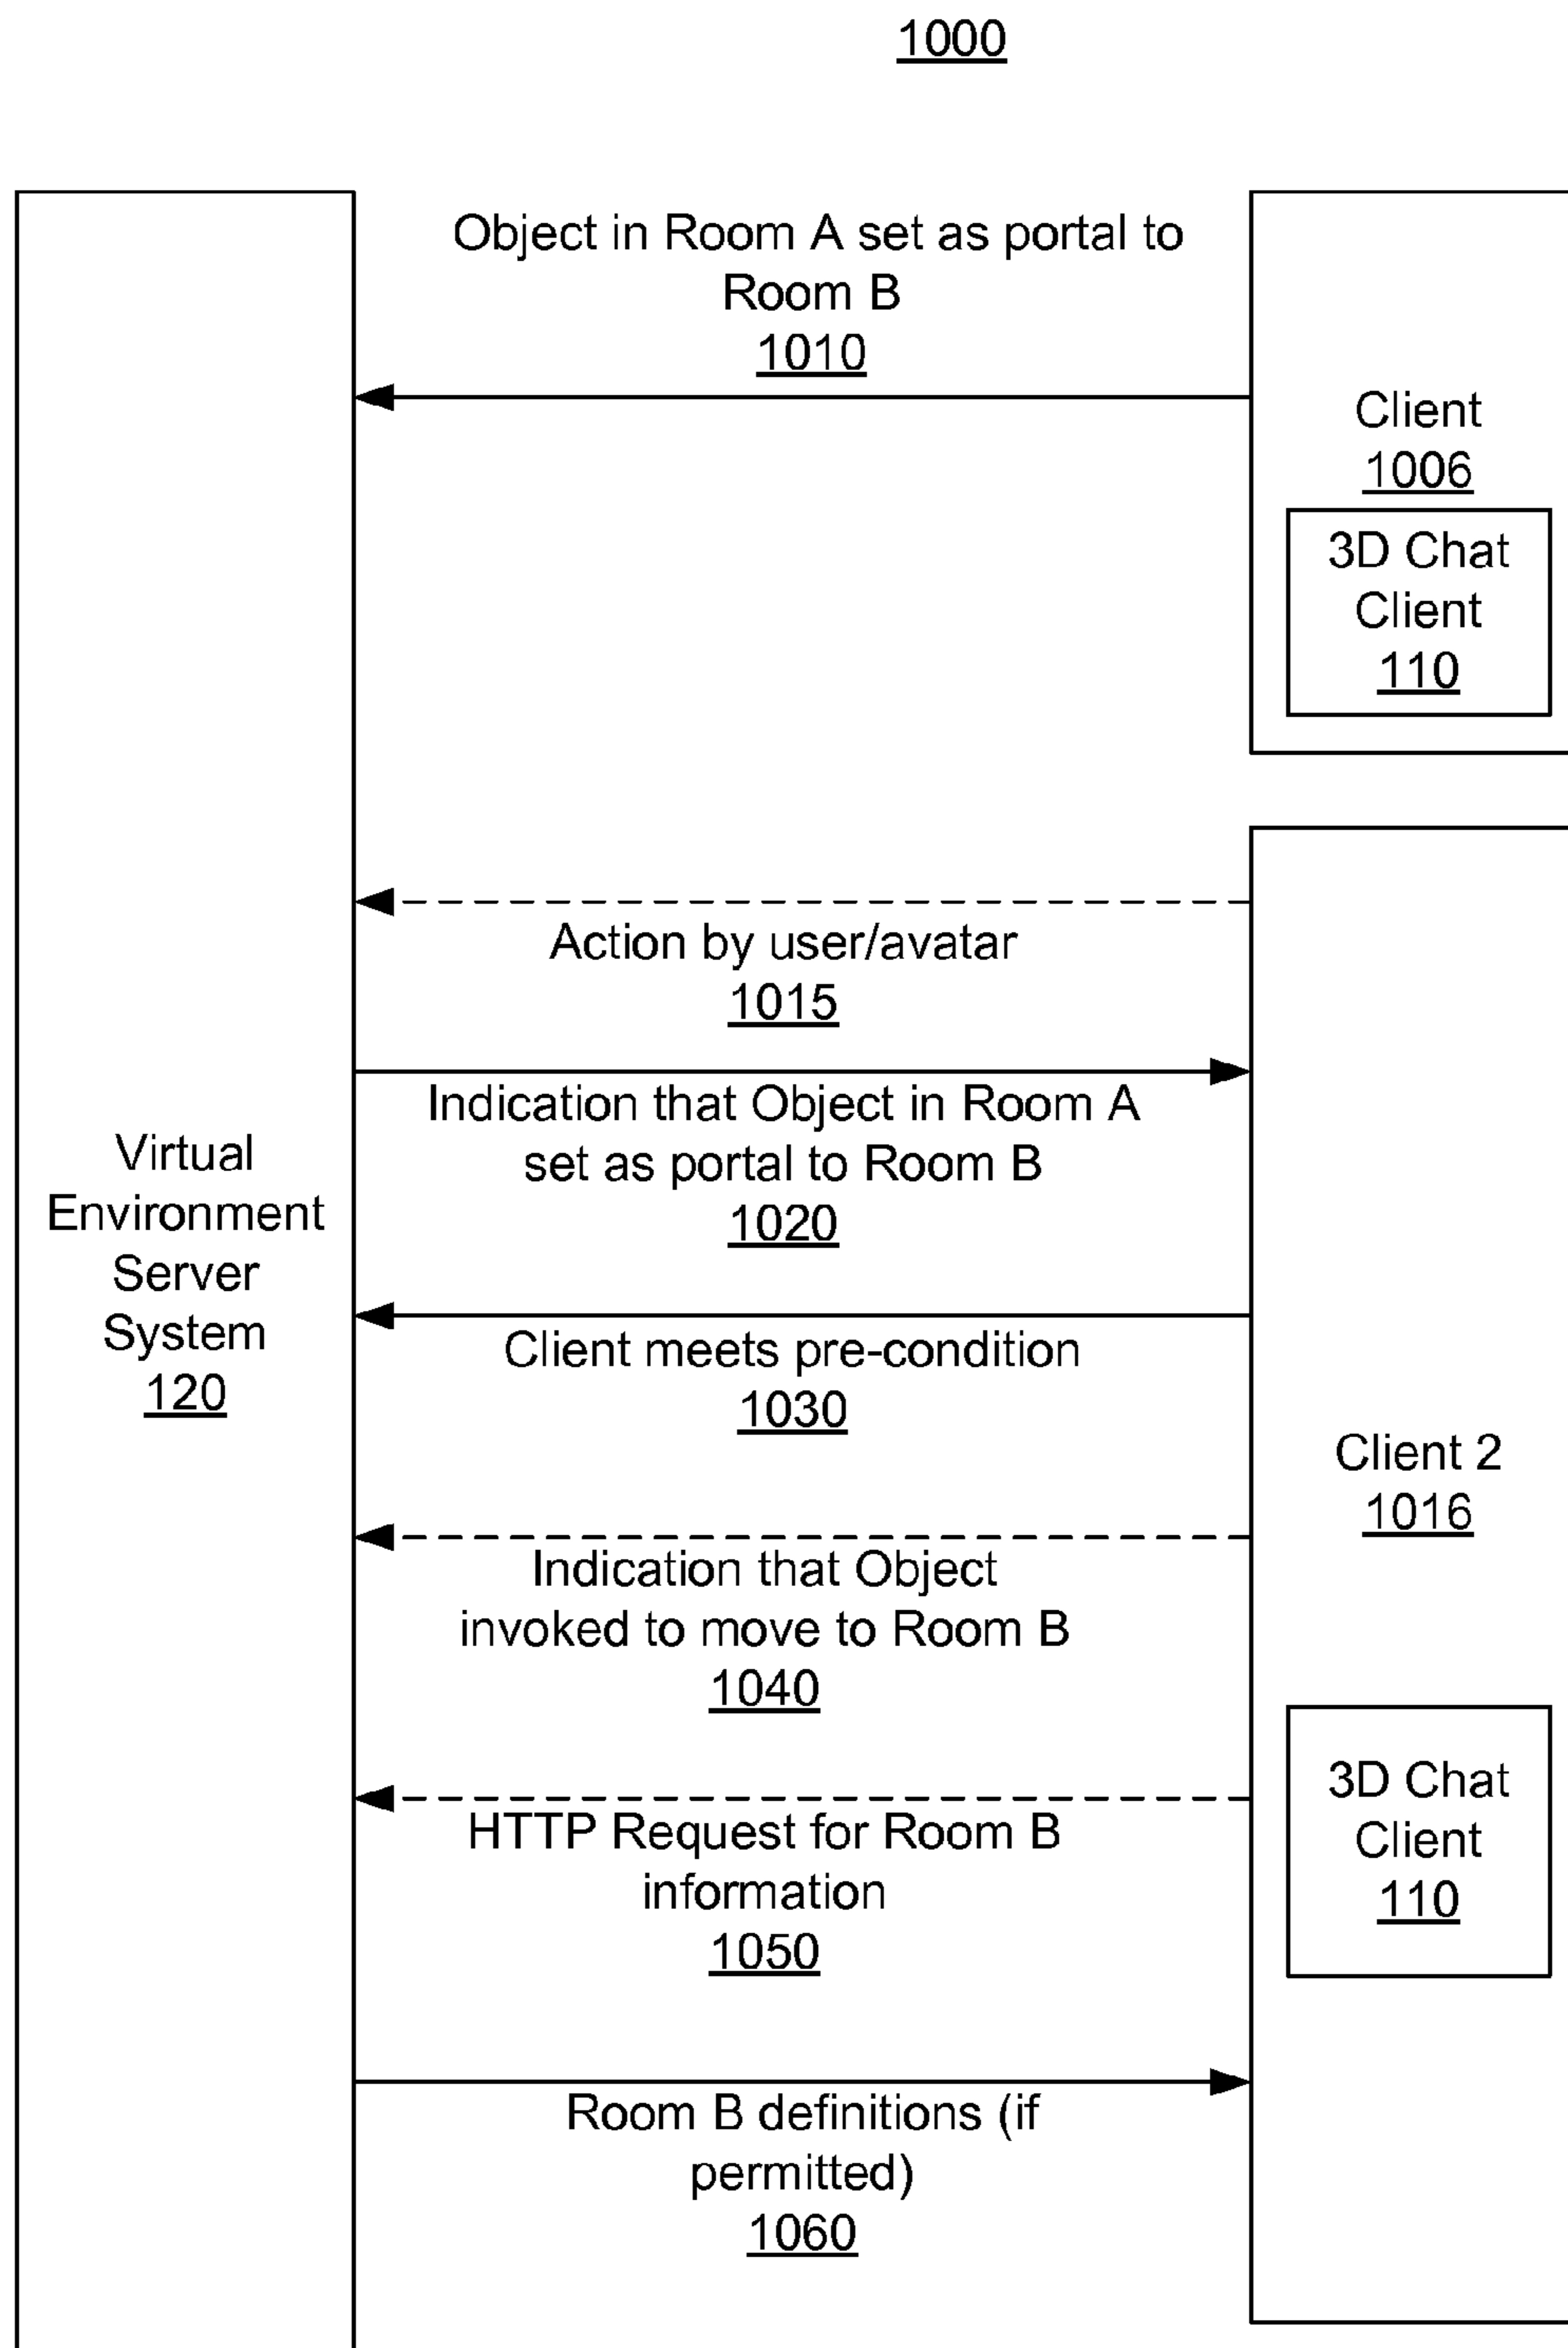 1000
Object in Room A set as portal to
Room B
1010
Client
1006
3D Chat
Client
110
Action by user/avatar
1015
Indication that Object in Room A
set as portal to Room B
1020
Virtual
Environment
Server
System
120
Client meets pre-condition
1030
Client 2
1016
Indication that Object
invoked to move to Room B
1040
3D Chat
Client
110
HTTP Request for Room B
information
1050
Room B definitions (if
permitted)
1060